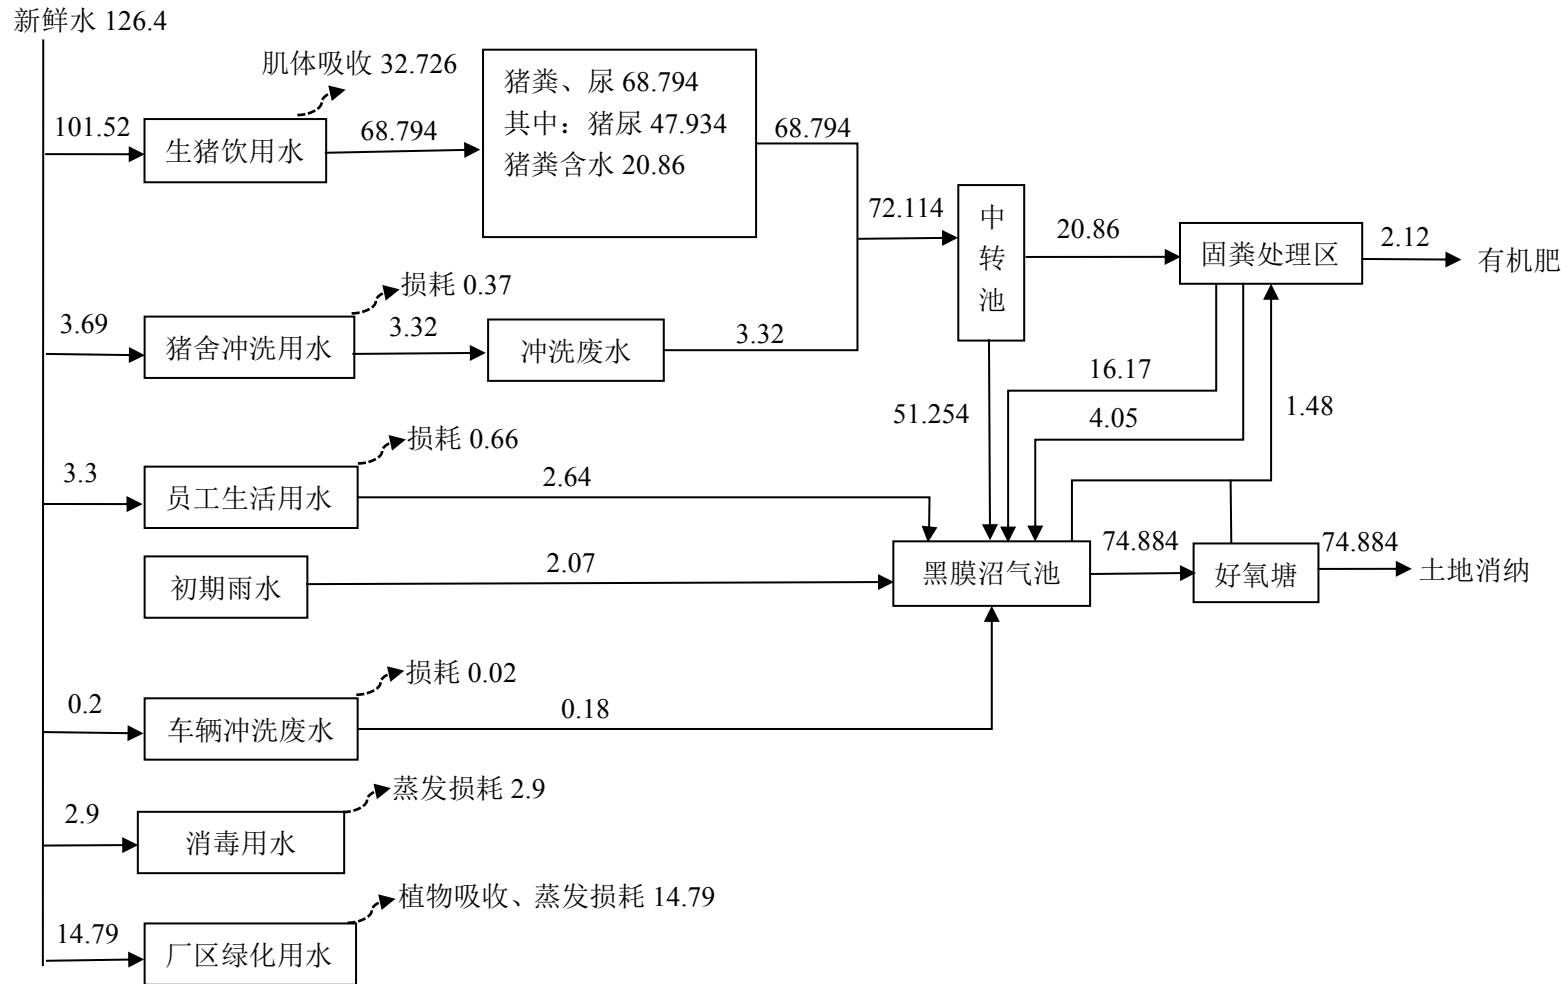 新鲜水 126.4
肌体吸收 32.726
101.52
生猪饮用水
68.794
猪粪、尿 68.794
其中：猪尿 47.934
猪粪含水 20.86
68.794
72.114
中
转
池
20.86
固粪处理区
2.12
有机肥
损耗 0.37
3.69
猪舍冲洗用水
3.32
冲洗废水
3.32
16.17
4.05
1.48
51.254
损耗 0.66
3.3
员工生活用水
2.64
初期雨水
2.07
黑膜沼气池
74.884
好氧塘
74.884
土地消纳
损耗 0.02
0.2
车辆冲洗废水
0.18
蒸发损耗 2.9
2.9
消毒用水
植物吸收、蒸发损耗 14.79
14.79
厂区绿化用水